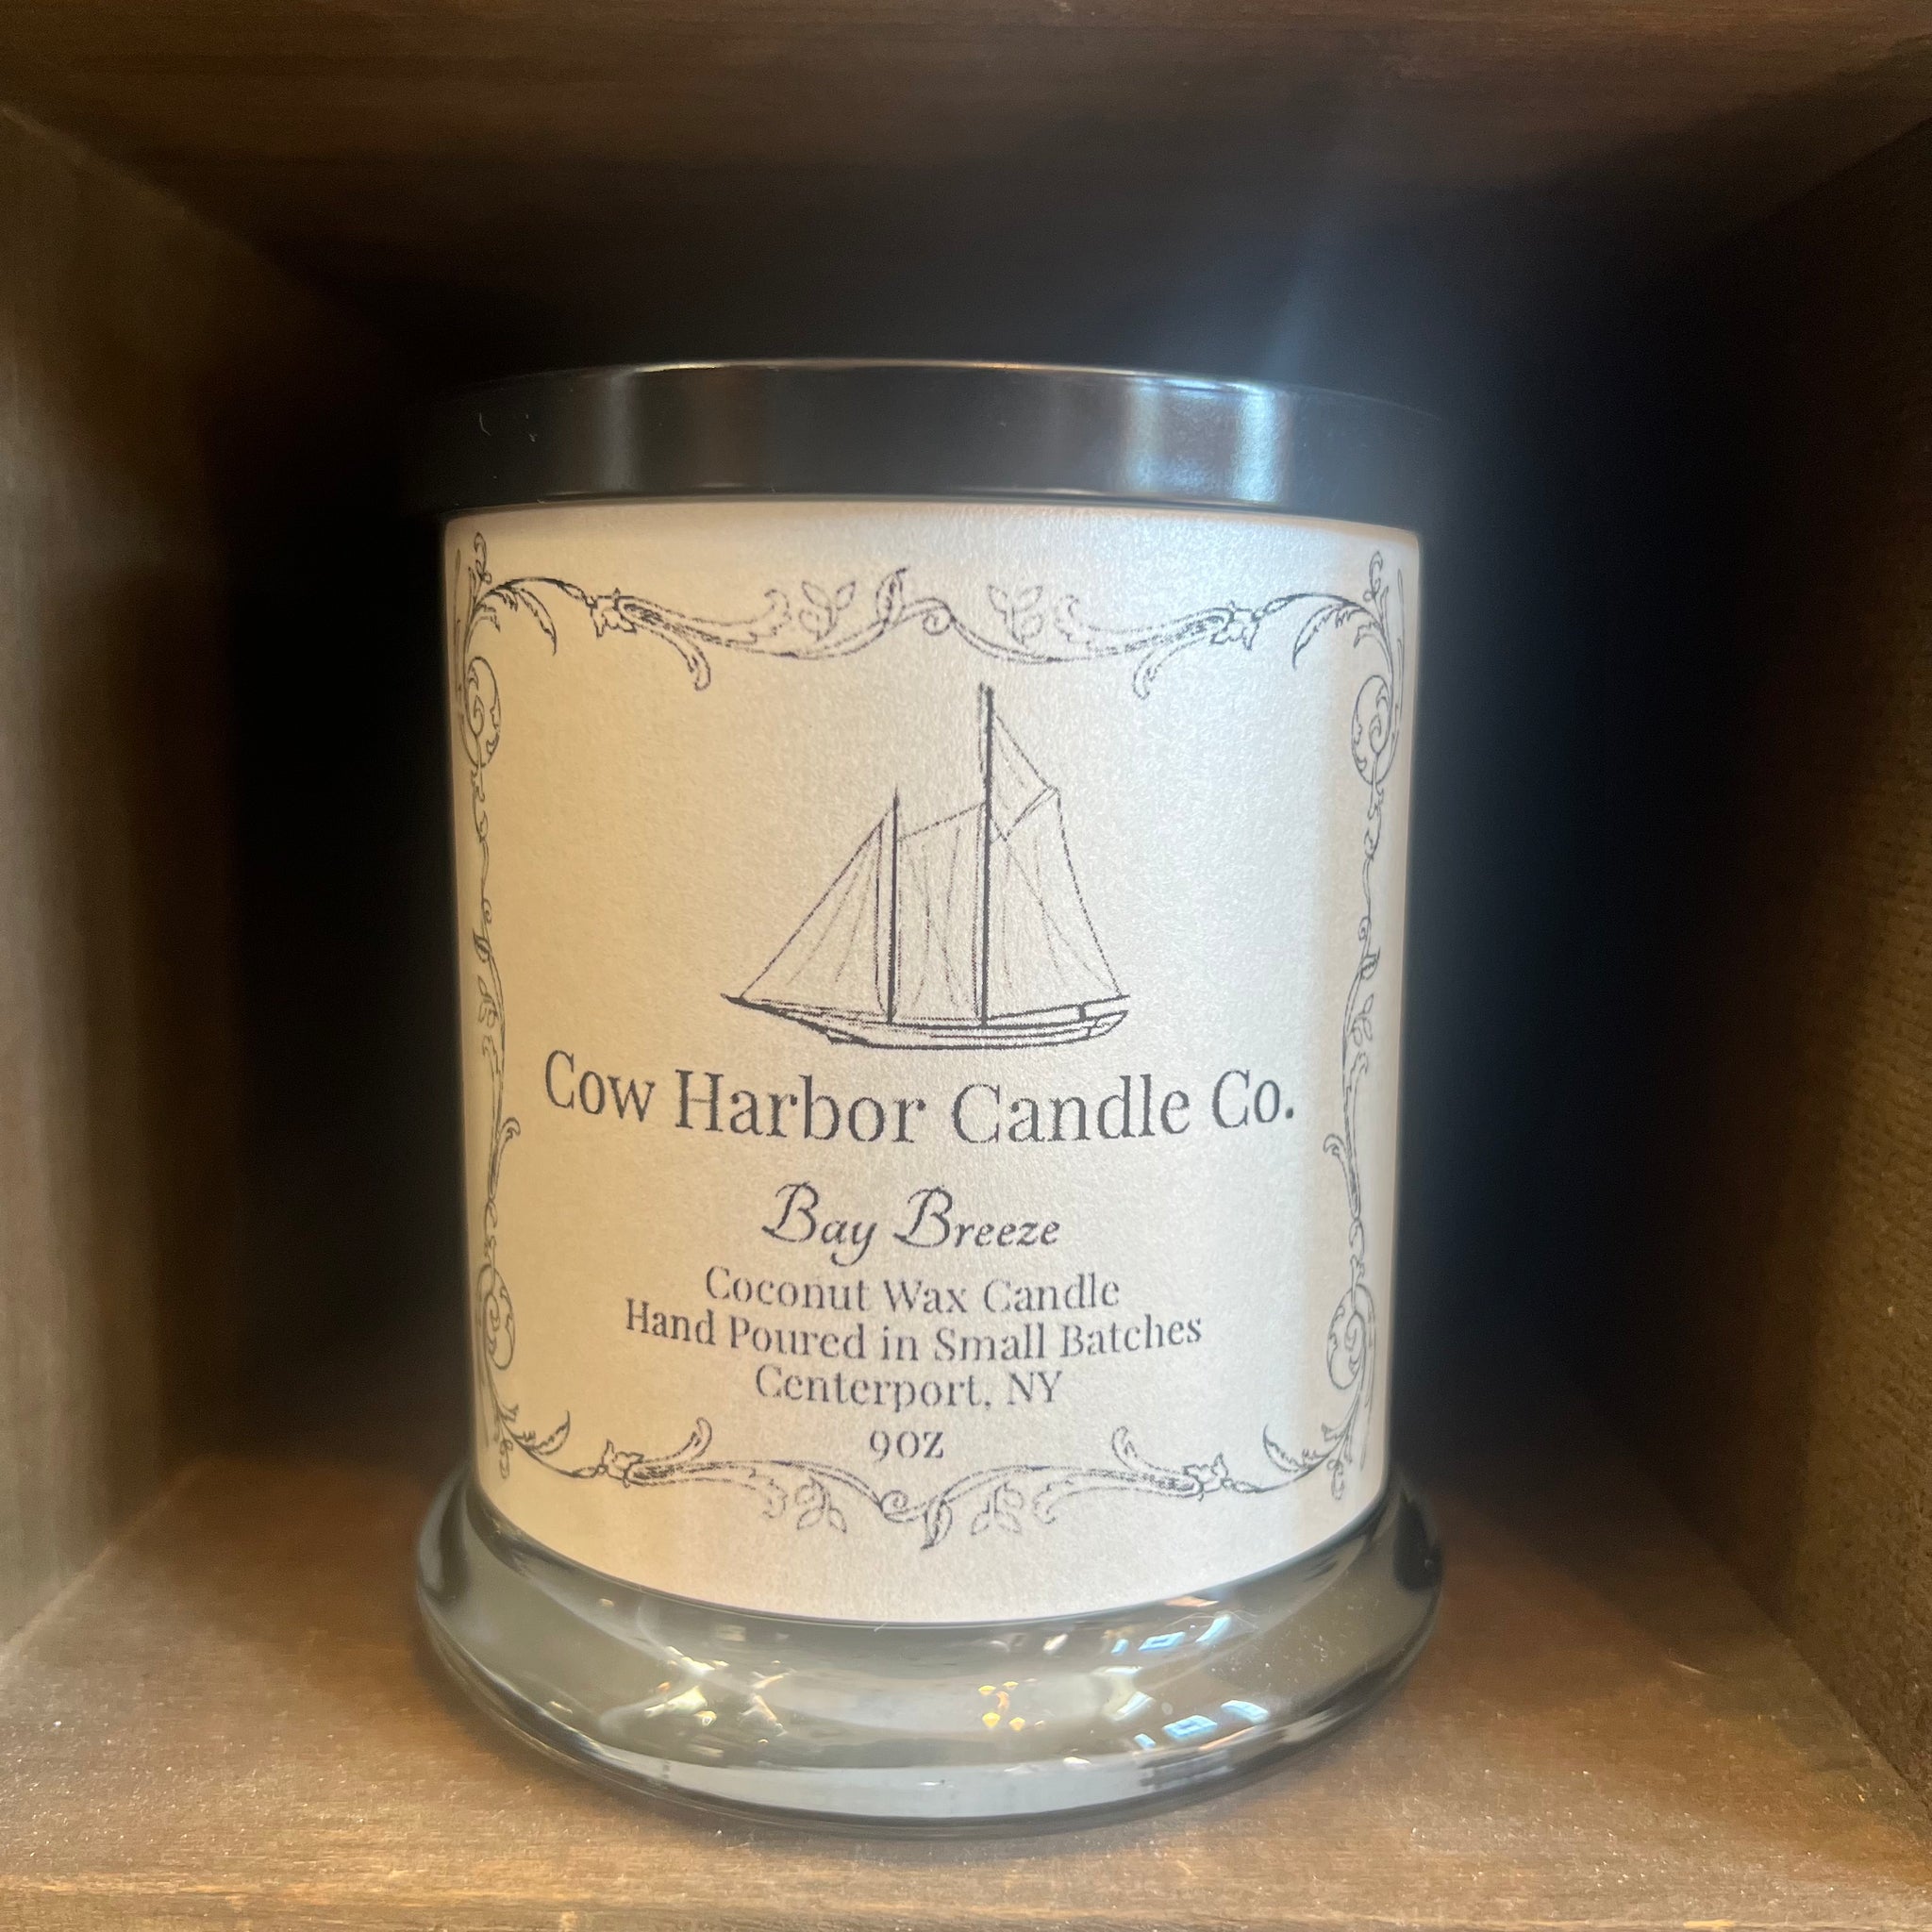 Cow Harbor Candle Co.
Bay Breeze
Coconut Wax Candle
Hand Poured in Small Batches
Centerport, NY
9oz